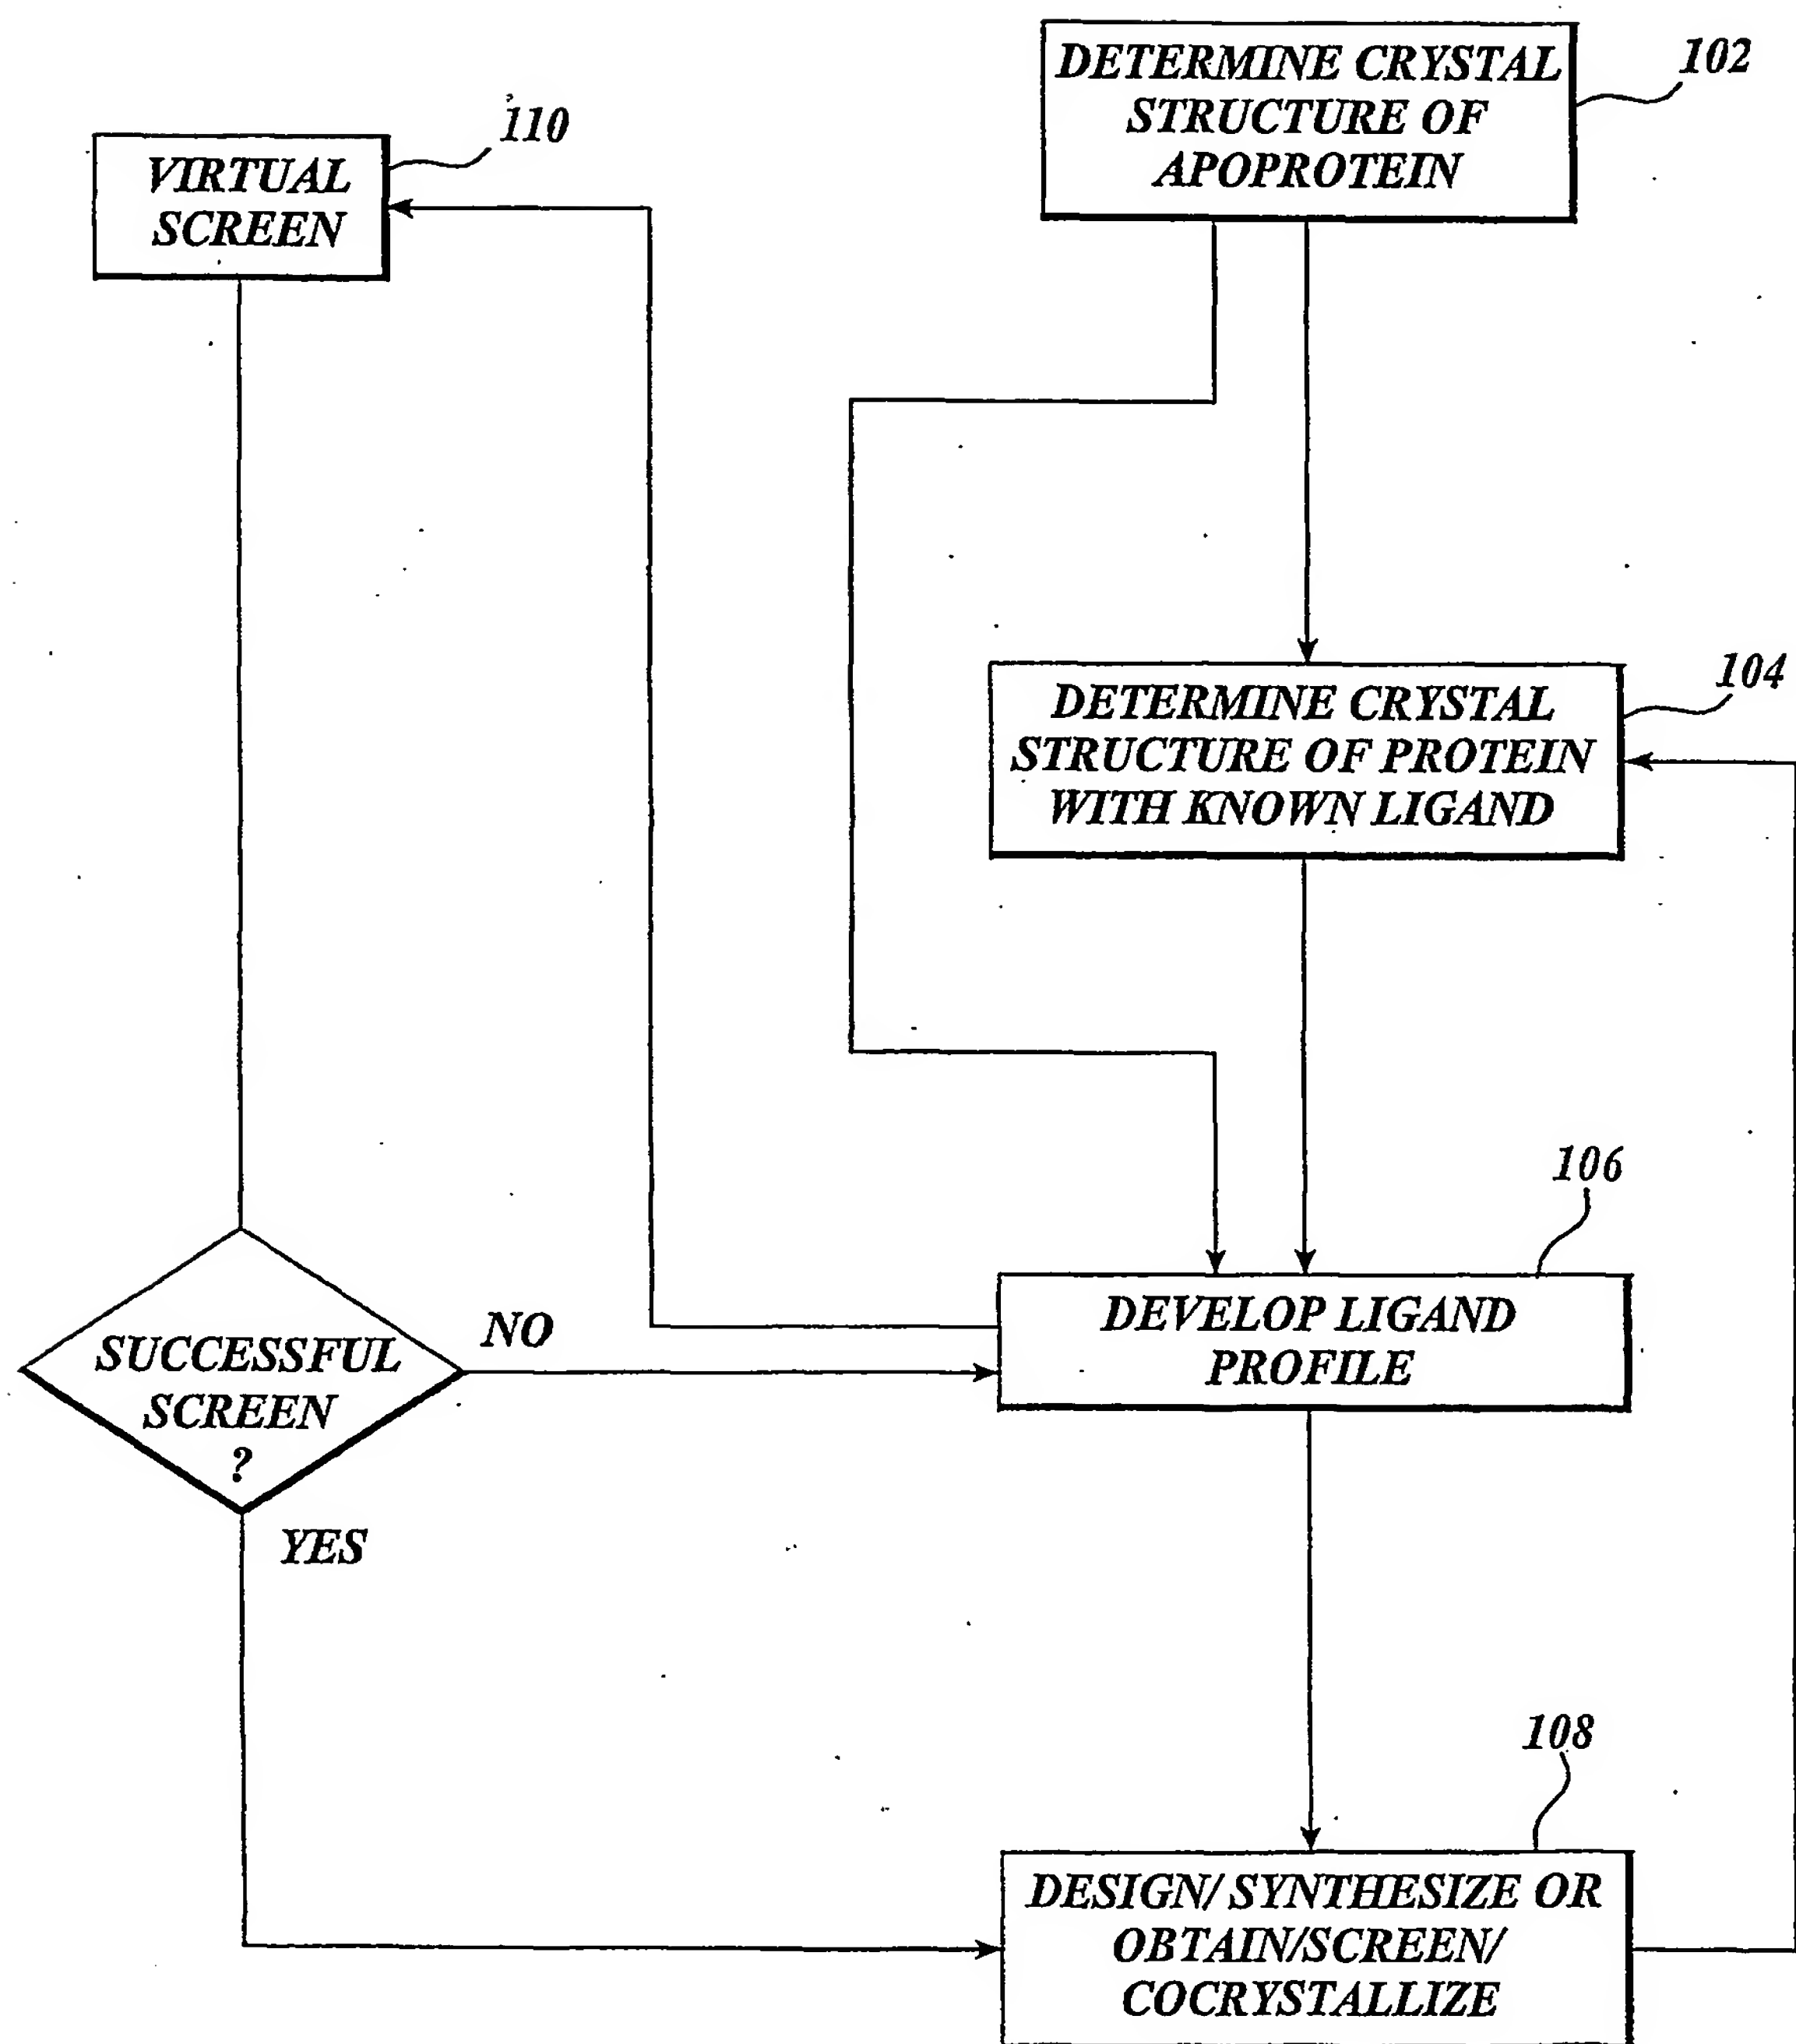 DETERMINE CRYSTAL
STRUCTURE OF
APOPROTEIN
102
110
VIRTUAL
SCREEN
104
DETERMINE CRYSTAL
STRUCTURE OF PROTEIN
WITH KNOWN LIGAND
106
DEVELOP LIGAND
PROFILE
NO
SUCCESSFUL
SCREEN
?
YES
108
DESIGN/ SYNTHESIZE OR
OBTAIN/SCREEN/
COCRYSTALLIZE